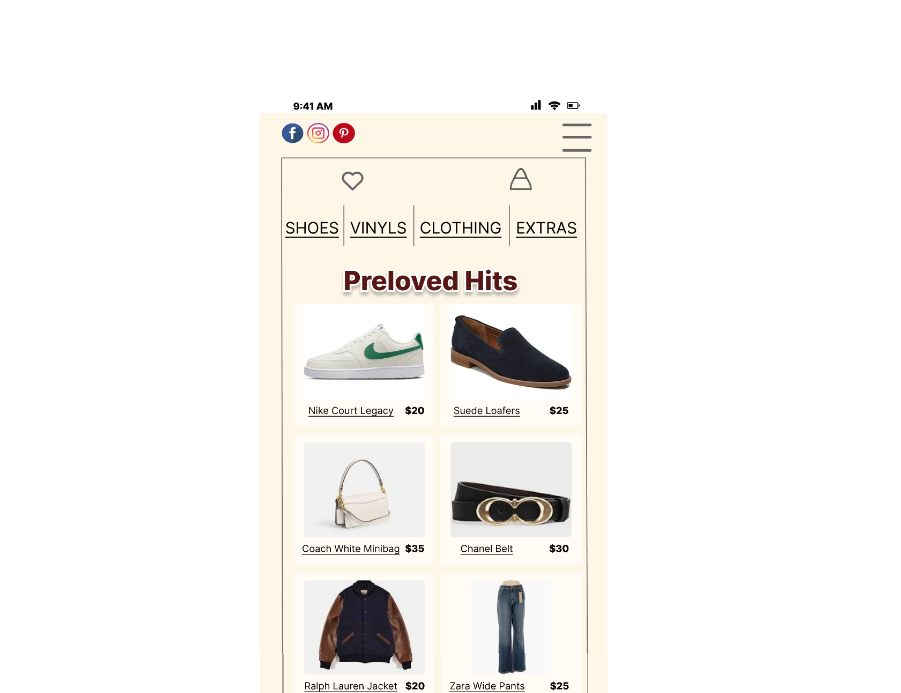 9:41 AM
SHOES VINYLS CLOTHING EXTRAS
Preloved Hits
Nike Court Legacy $20
Suede Loafers $25
Coach White Minibag $35
Chanel Belt $30
Ralph Lauren Jacket $20
Zara Wide Pants $25